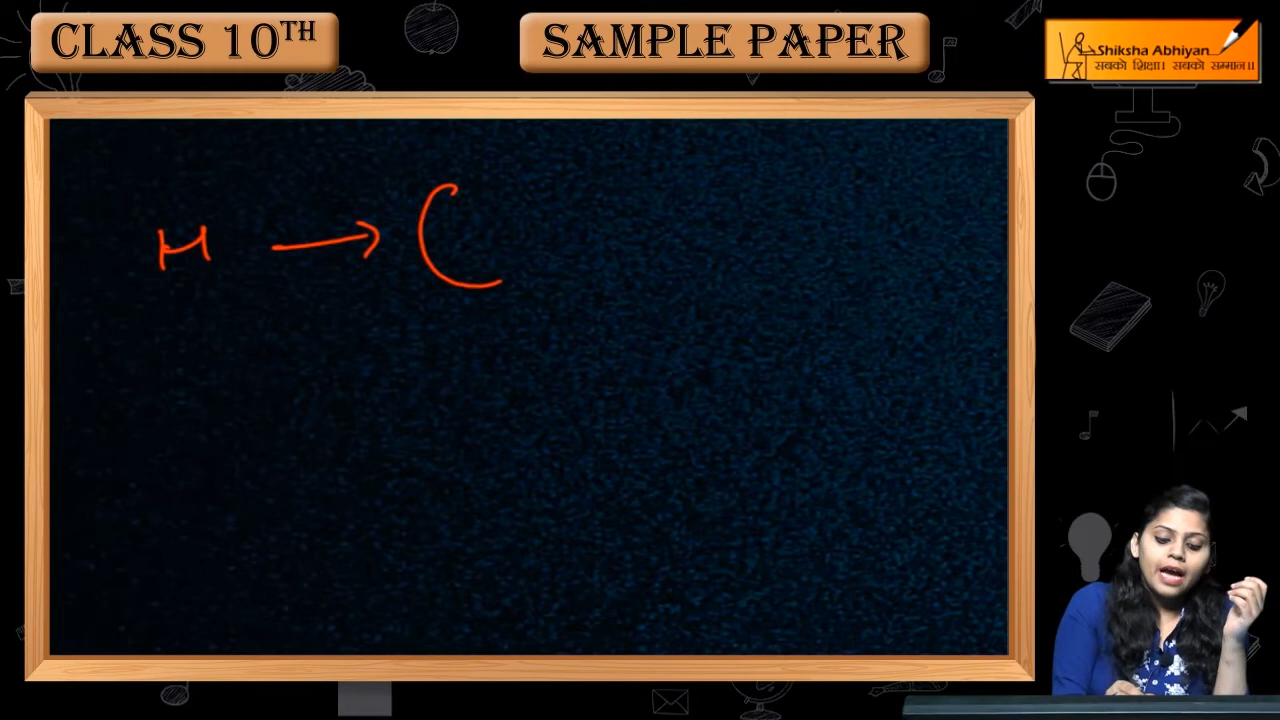 CLASS 10TH
SAMPLE PAPER
Shiksha Abhiyan
सबको शिक्षा। सबको सम्मान॥
H → C